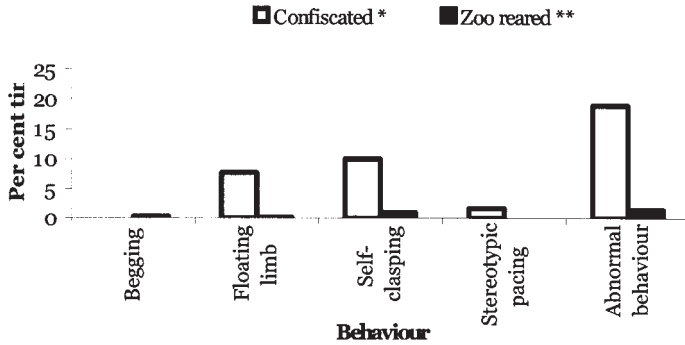 Confiscated * Zoo reared **
Per cent
25
20
15
10
5
0
Begging
Floating
limb
Self-
clasping
Stereotypic
pacing
Abnormal
behaviour
Behaviour